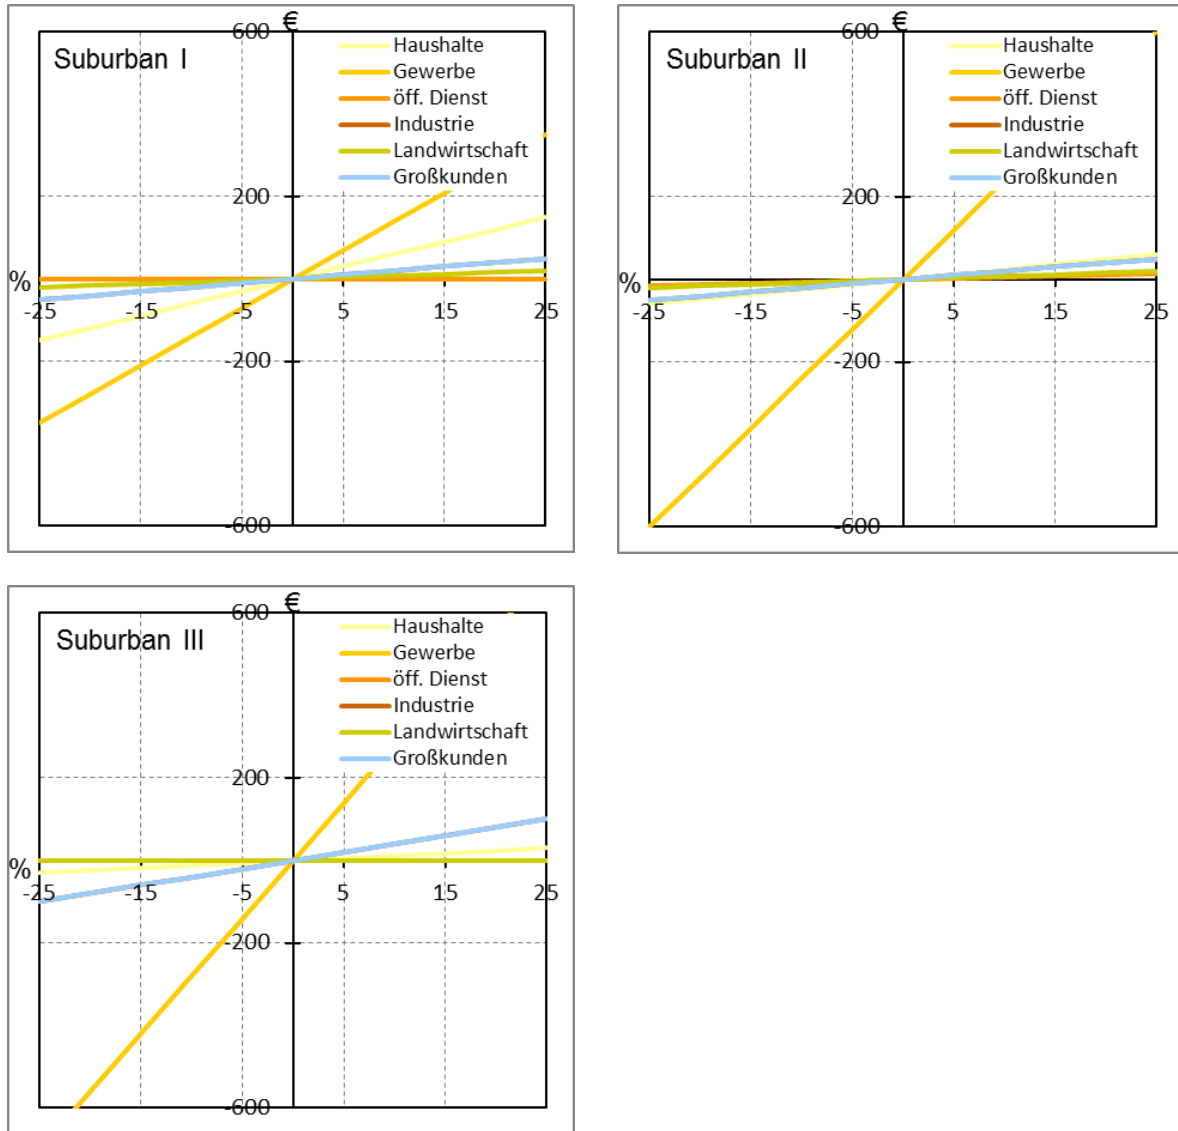 €
600
Suburban I
Haushalte
Gewerbe
öff. Dienst
Industrie
Landwirtschaft
Großkunden
200
%
-25 -15 -5 5 15 25
-200
-600
€
600
Suburban II
Haushalte
Gewerbe
öff. Dienst
Industrie
Landwirtschaft
Großkunden
200
%
-25 -15 -5 5 15 25
-200
-600
€
600
Suburban III
Haushalte
Gewerbe
öff. Dienst
Industrie
Landwirtschaft
Großkunden
200
%
-25 -15 -5 5 15 25
-200
-600